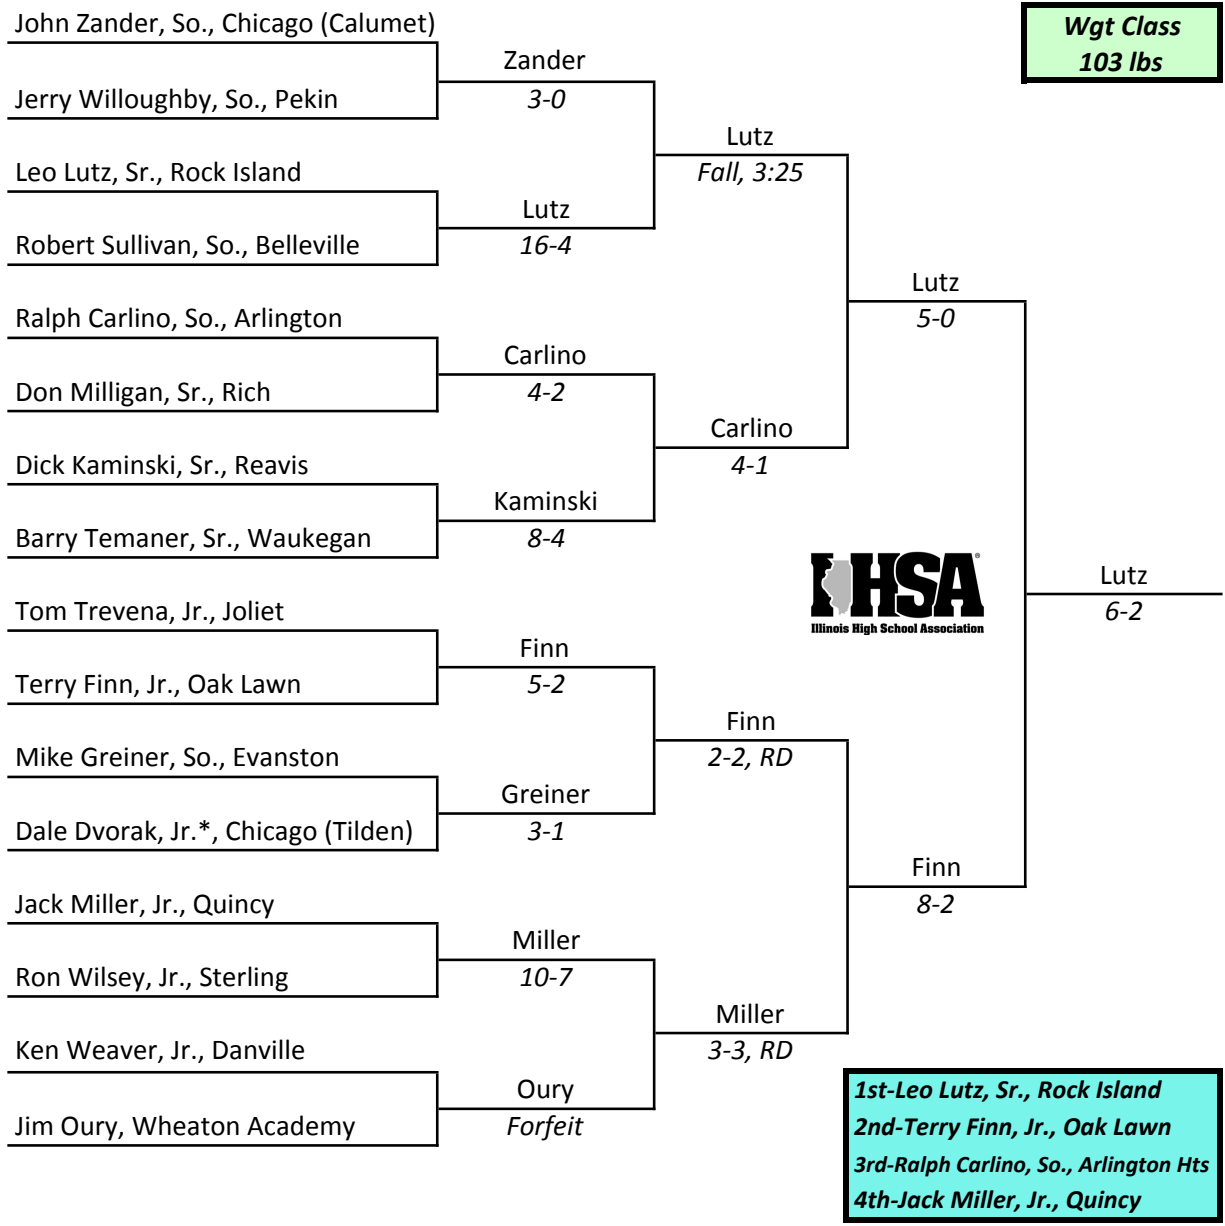 John Zander, So., Chicago (Calumet)
Wgt Class
103 lbs
Zander
3-0
Jerry Willoughby, So., Pekin
Lutz
Fall, 3:25
Leo Lutz, Sr., Rock Island
Lutz
16-4
Robert Sullivan, So., Belleville
Lutz
5-0
Ralph Carlino, So., Arlington
Carlino
4-2
Don Milligan, Sr., Rich
Carlino
4-1
Dick Kaminski, Sr., Reavis
Kaminski
8-4
Barry Temaner, Sr., Waukegan
IHSA®
Illinois High School Association
Lutz
6-2
Tom Trevena, Jr., Joliet
Finn
5-2
Terry Finn, Jr., Oak Lawn
Finn
2-2, RD
Mike Greiner, So., Evanston
Greiner
3-1
Dale Dvorak, Jr.*, Chicago (Tilden)
Finn
8-2
Jack Miller, Jr., Quincy
Miller
10-7
Ron Wilsey, Jr., Sterling
Miller
3-3, RD
Ken Weaver, Jr., Danville
Oury
Forfeit
Jim Oury, Wheaton Academy
1st-Leo Lutz, Sr., Rock Island
2nd-Terry Finn, Jr., Oak Lawn
3rd-Ralph Carlino, So., Arlington Hts
4th-Jack Miller, Jr., Quincy